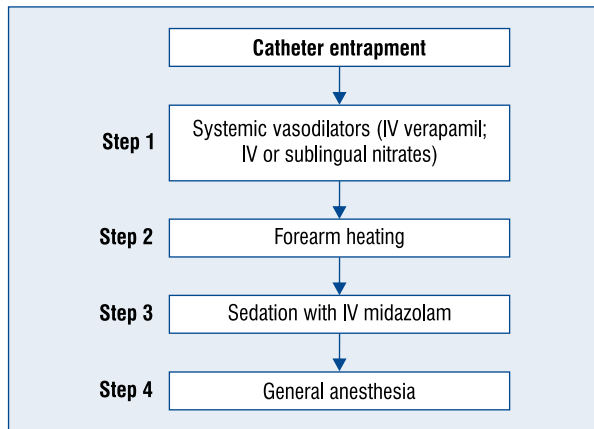 Catheter entrapment
Step 1
Systemic vasodilators (IV verapamil;
IV or sublingual nitrates)
Step 2
Forearm heating
Step 3
Sedation with IV midazolam
Step 4
General anesthesia